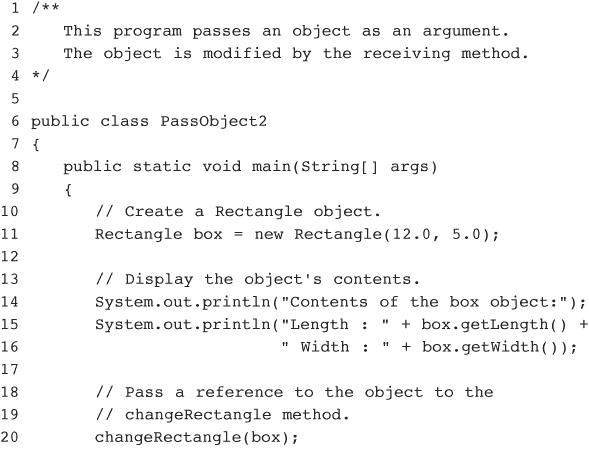 1 /**
2    This program passes an object as an argument.
3    The object is modified by the receiving method.
4 */
5
6 public class PassObject2
7 {
8    public static void main(String[] args)
9    {
10       // Create a Rectangle object.
11       Rectangle box = new Rectangle(12.0, 5.0);
12
13       // Display the object's contents.
14       System.out.println("Contents of the box object:");
15       System.out.println("Length : " + box.getLength() +
16                          " Width : " + box.getWidth());
17
18       // Pass a reference to the object to the
19       // changeRectangle method.
20       changeRectangle(box);